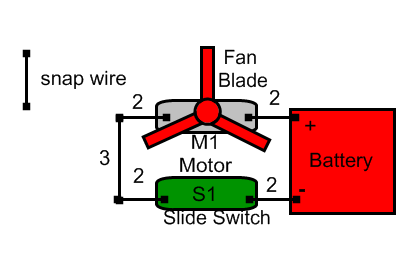 Fan
Blade
snap wire
2
2
+
M1
Motor
Battery
3
2
S1
2
-
Slide Switch